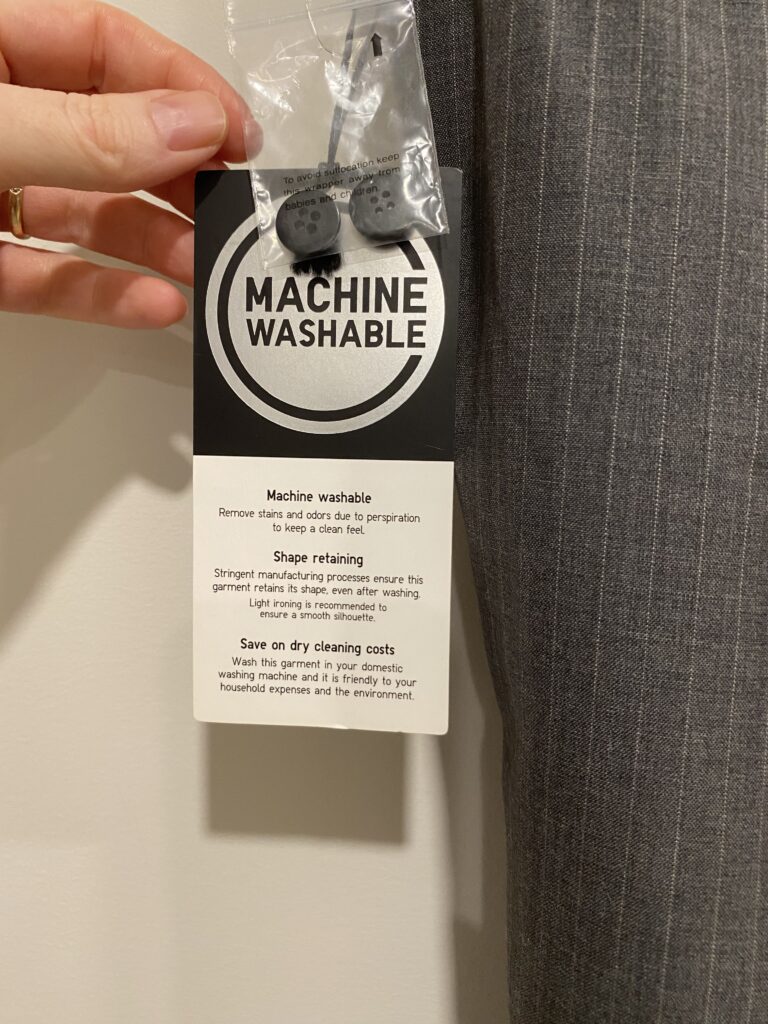 To avoid suffocation keep
this wrapper away from
babies and children.
MACHINE
WASHABLE
Machine washable
Remove stains and odors due to perspiration
to keep a clean feel.
Shape retaining
Stringent manufacturing processes ensure this
garment retains its shape, even after washing.
Light ironing is recommended to
ensure a smooth silhouette.
Save on dry cleaning costs
Wash this garment in your domestic
washing machine and it is friendly to your
household expenses and the environment.